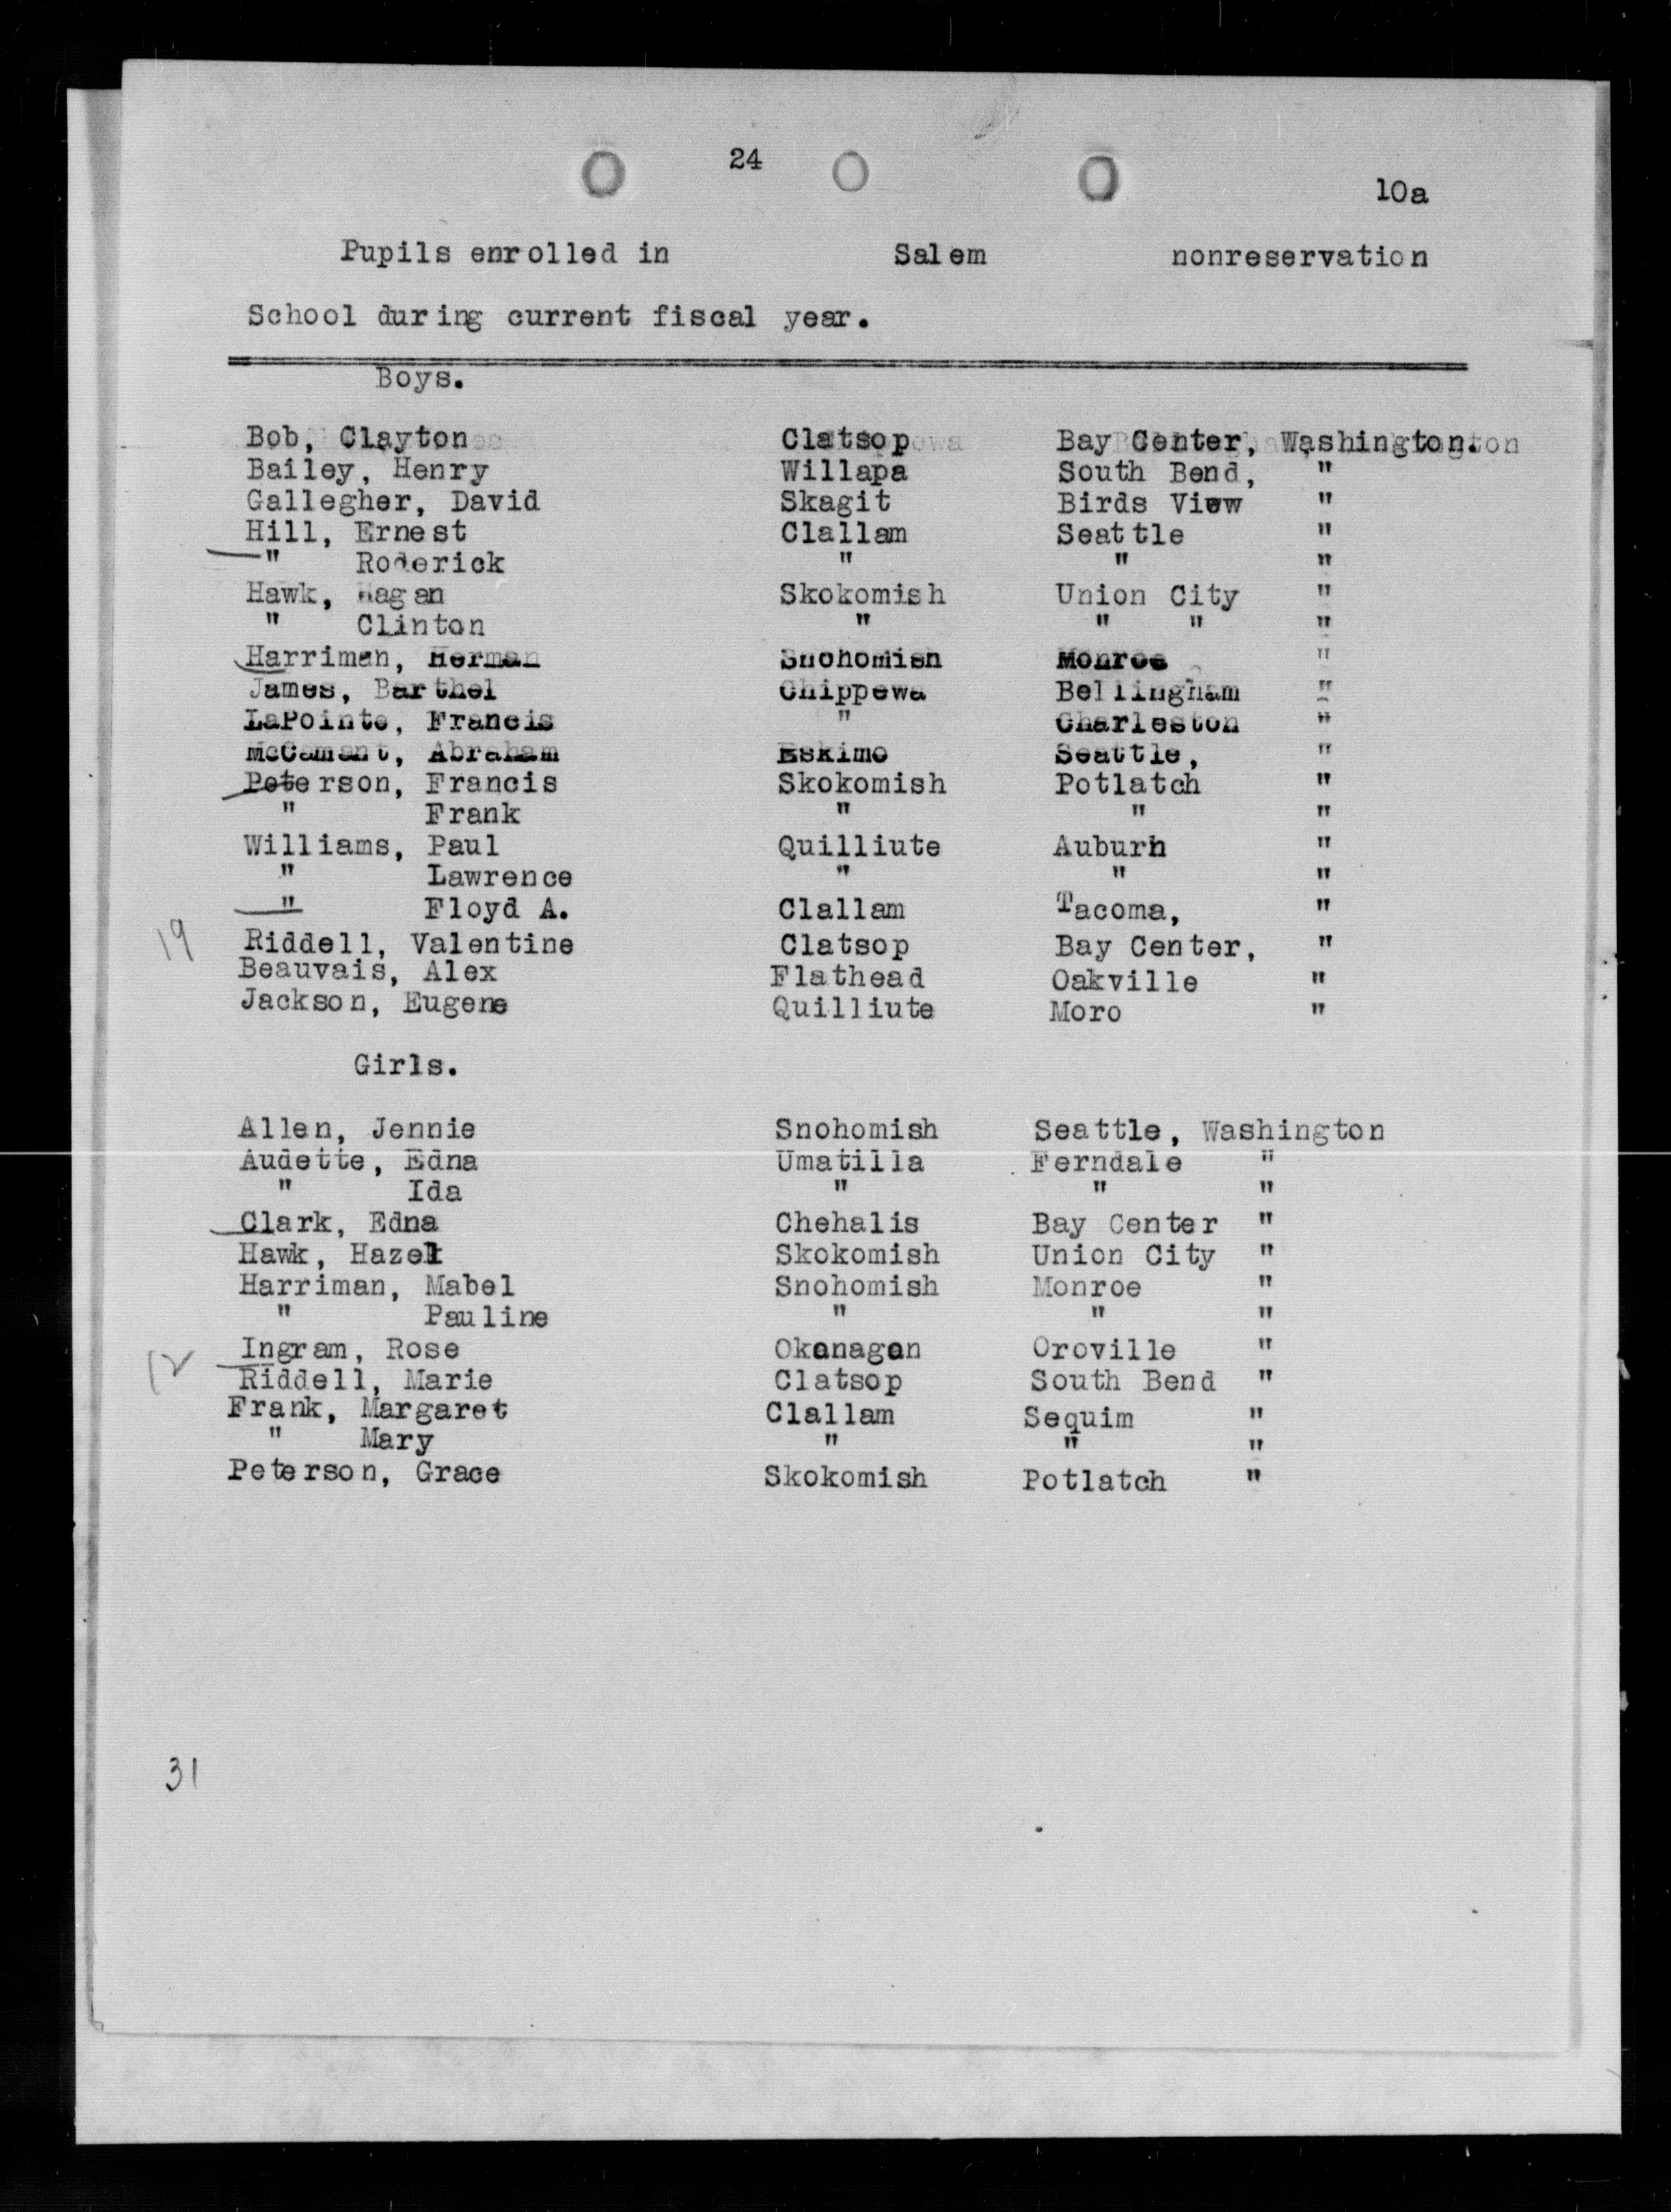 24
10a
Pupils enrolled in Salem nonreservation
School during current fiscal year.
Boys.
Bob, Clayton Clatsop Bay Center, Washington.
Bailey, Henry Willapa South Bend, "
Gallegher, David Skagit Birds View "
Hill, Ernest Clallam Seattle "
" Roderick " " "
Hawk, Hagan Skokomish Union City "
" Clinton " " " "
Harriman, Herman Snohomish Monroe "
James, Barthel Chippewa Bellingham "
LaPointe, Francis " Charleston "
McCamant, Abraham Eskimo Seattle, "
Peterson, Francis Skokomish Potlatch "
" Frank " " "
Williams, Paul Quilliute Auburn "
" Lawrence " " "
" Floyd A. Clallam Tacoma, "
19 Riddell, Valentine Clatsop Bay Center, "
Beauvais, Alex Flathead Oakville "
Jackson, Eugene Quilliute Moro "
Girls.
Allen, Jennie Snohomish Seattle, Washington
Audette, Edna Umatilla Ferndale "
" Ida " " "
Clark, Edna Chehalis Bay Center "
Hawk, Hazel Skokomish Union City "
Harriman, Mabel Snohomish Monroe "
" Pauline " " "
Ingram, Rose Okanagan Oroville "
12 Riddell, Marie Clatsop South Bend "
Frank, Margaret Clallam Sequim "
" Mary " " "
Peterson, Grace Skokomish Potlatch "
31